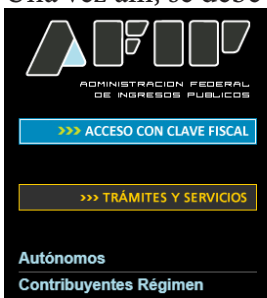 Una vez allí, se debe
AFIP
ADMINISTRACION FEDERAL
DE INGRESOS PUBLICOS
>>> ACCESO CON CLAVE FISCAL
>>> TRÁMITES Y SERVICIOS
Autónomos
Contribuyentes Régimen